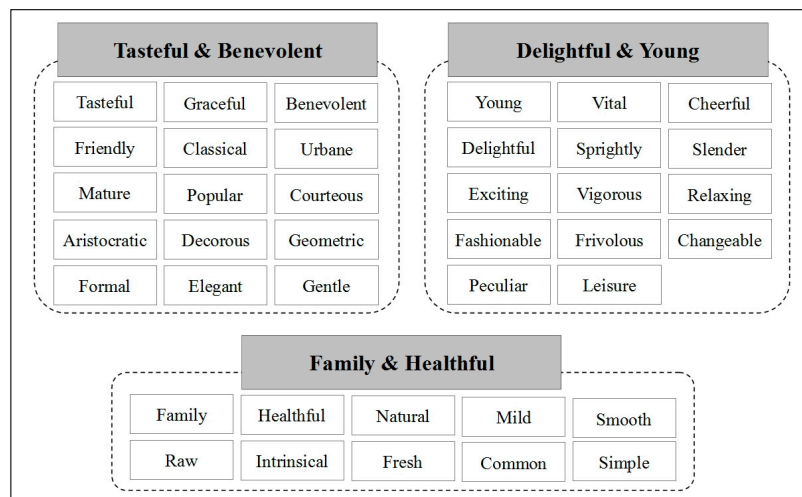 Tasteful & Benevolent
Tasteful Graceful Benevolent
Friendly Classical Urbane
Mature Popular Courteous
Aristocratic Decorous Geometric
Formal Elegant Gentle
Delightful & Young
Young Vital Cheerful
Delightful Sprightly Slender
Exciting Vigorous Relaxing
Fashionable Frivolous Changeable
Peculiar Leisure
Family & Healthful
Family Healthful Natural Mild Smooth
Raw Intrinsical Fresh Common Simple